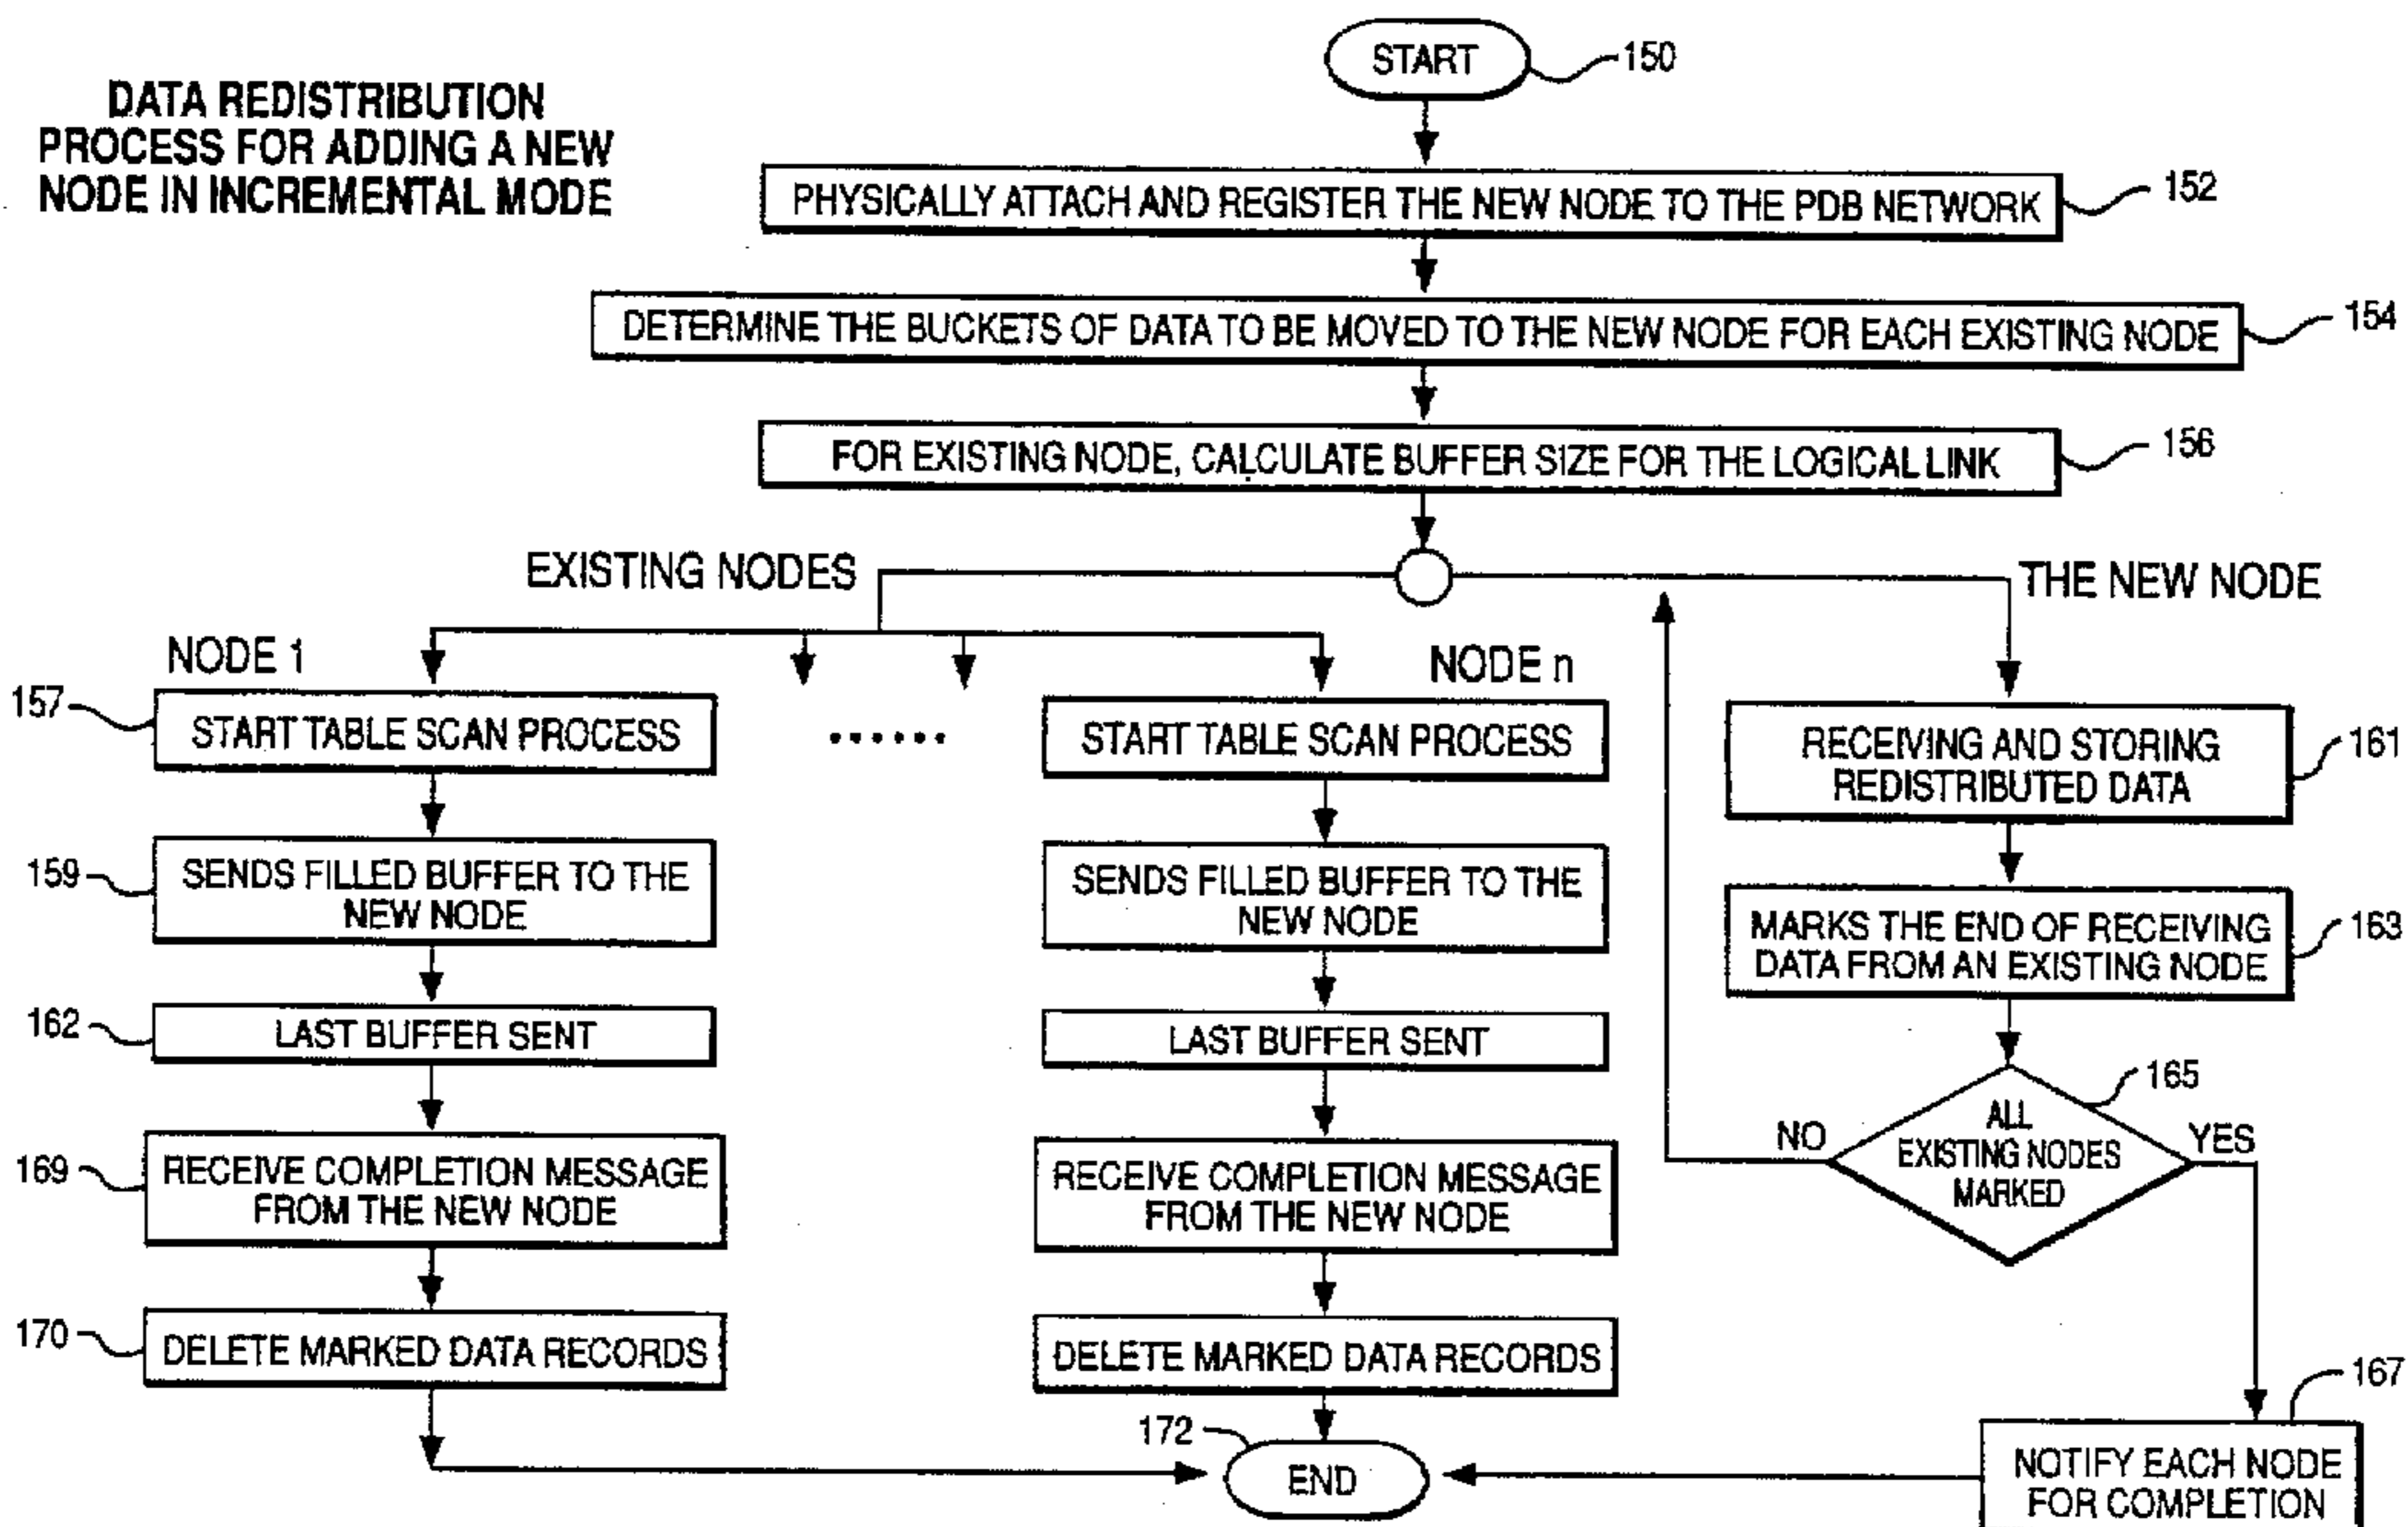 DATA REDISTRIBUTION
PROCESS FOR ADDING A NEW
NODE IN INCREMENTAL MODE
START
150
PHYSICALLY ATTACH AND REGISTER THE NEW NODE TO THE PDB NETWORK
152
DETERMINE THE BUCKETS OF DATA TO BE MOVED TO THE NEW NODE FOR EACH EXISTING NODE
154
FOR EXISTING NODE, CALCULATE BUFFER SIZE FOR THE LOGICAL LINK
156
EXISTING NODES
THE NEW NODE
NODE 1
157
START TABLE SCAN PROCESS
159
SENDS FILLED BUFFER TO THE
NEW NODE
162
LAST BUFFER SENT
169
RECEIVE COMPLETION MESSAGE
FROM THE NEW NODE
170
DELETE MARKED DATA RECORDS
......
NODE n
START TABLE SCAN PROCESS
SENDS FILLED BUFFER TO THE
NEW NODE
LAST BUFFER SENT
RECEIVE COMPLETION MESSAGE
FROM THE NEW NODE
DELETE MARKED DATA RECORDS
172
END
RECEIVING AND STORING
REDISTRIBUTED DATA
161
MARKS THE END OF RECEIVING
DATA FROM AN EXISTING NODE
163
165
ALL
EXISTING NODES
MARKED
NO
YES
167
NOTIFY EACH NODE
FOR COMPLETION